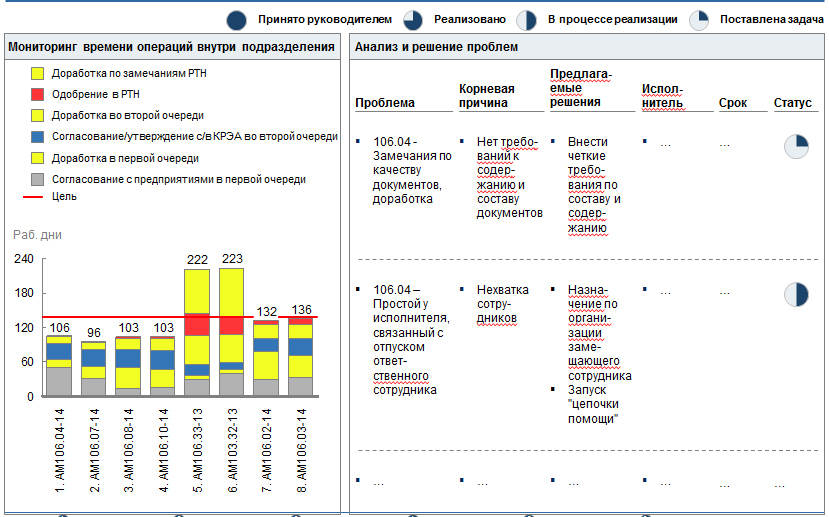 Принято руководителем
Реализовано
В процессе реализации
Поставлена задача
Мониторинг времени операций внутри подразделения
Доработка по замечаниям РТН
Одобрение в РТН
Доработка во второй очереди
Согласование/утверждение с/в КРЭА во второй очереди
Доработка в первой очереди
Согласование с предприятиями в первой очереди
Цель
Раб. дни
240
180
120
60
0
106
96
103
103
222
223
132
136
1. АМ106.04-14
2. АМ106.07-14
3. АМ106.08-14
4. АМ106.10-14
5. АМ106.33-13
6. АМ103.32-13
7. АМ106.02-14
8. АМ106.03-14
Анализ и решение проблем
Проблема
Корневая
причина
Предлага-
емые
решения
Испол-
нитель
Срок
Статус
106.04 -
Замечания по
качеству
документов,
доработка
Нет требо-
ваний к
содер-
жанию и
составу
документов
Внести
четкие
требо-
вания по
составу и
содер-
жанию
...
...
106.04 –
Простой у
исполнителя,
связанный с
отпуском
ответ-
ственного
сотрудника
Нехватка
сотру-
дников
Назна-
чение по
органи-
зации
заме-
щающего
сотрудника
Запуск
"цепочки
помощи"
...
...
...
...
...
...
...
...